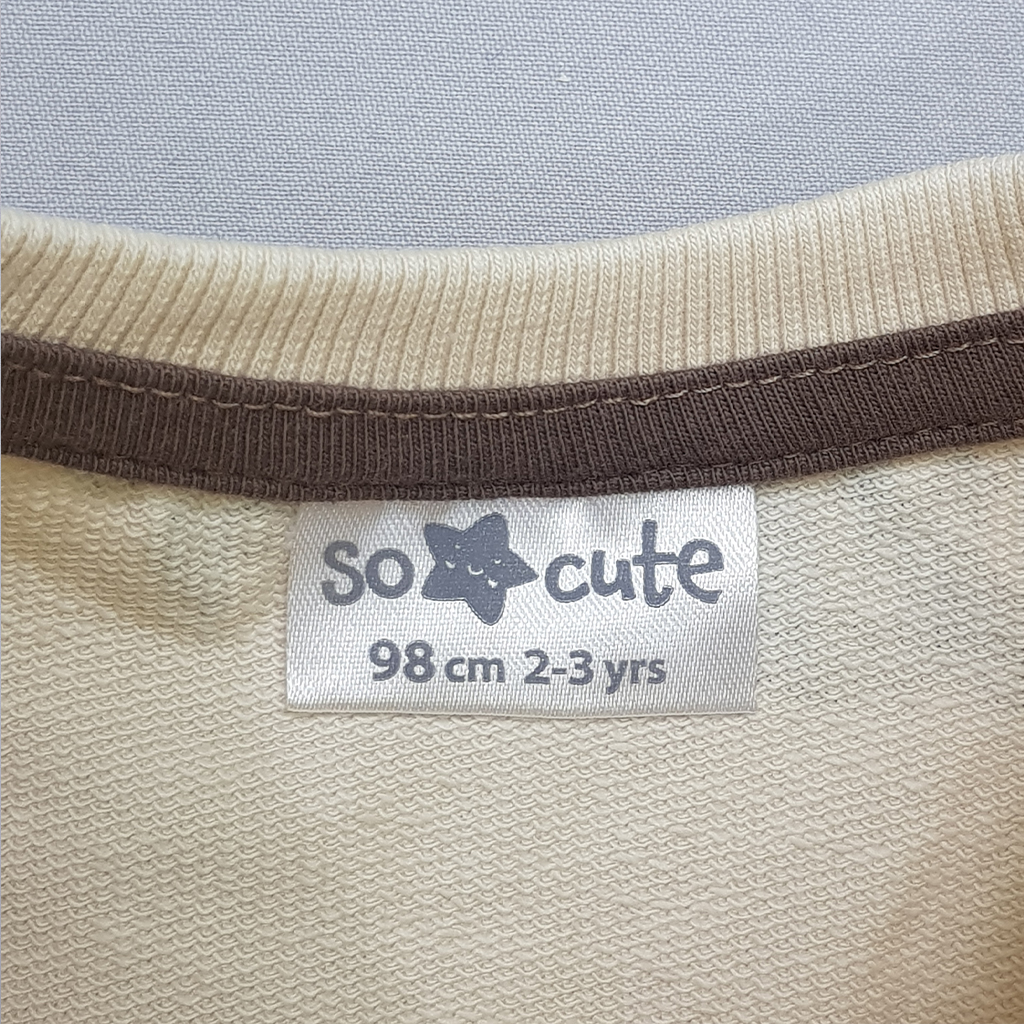 so cute
98 cm 2-3 yrs